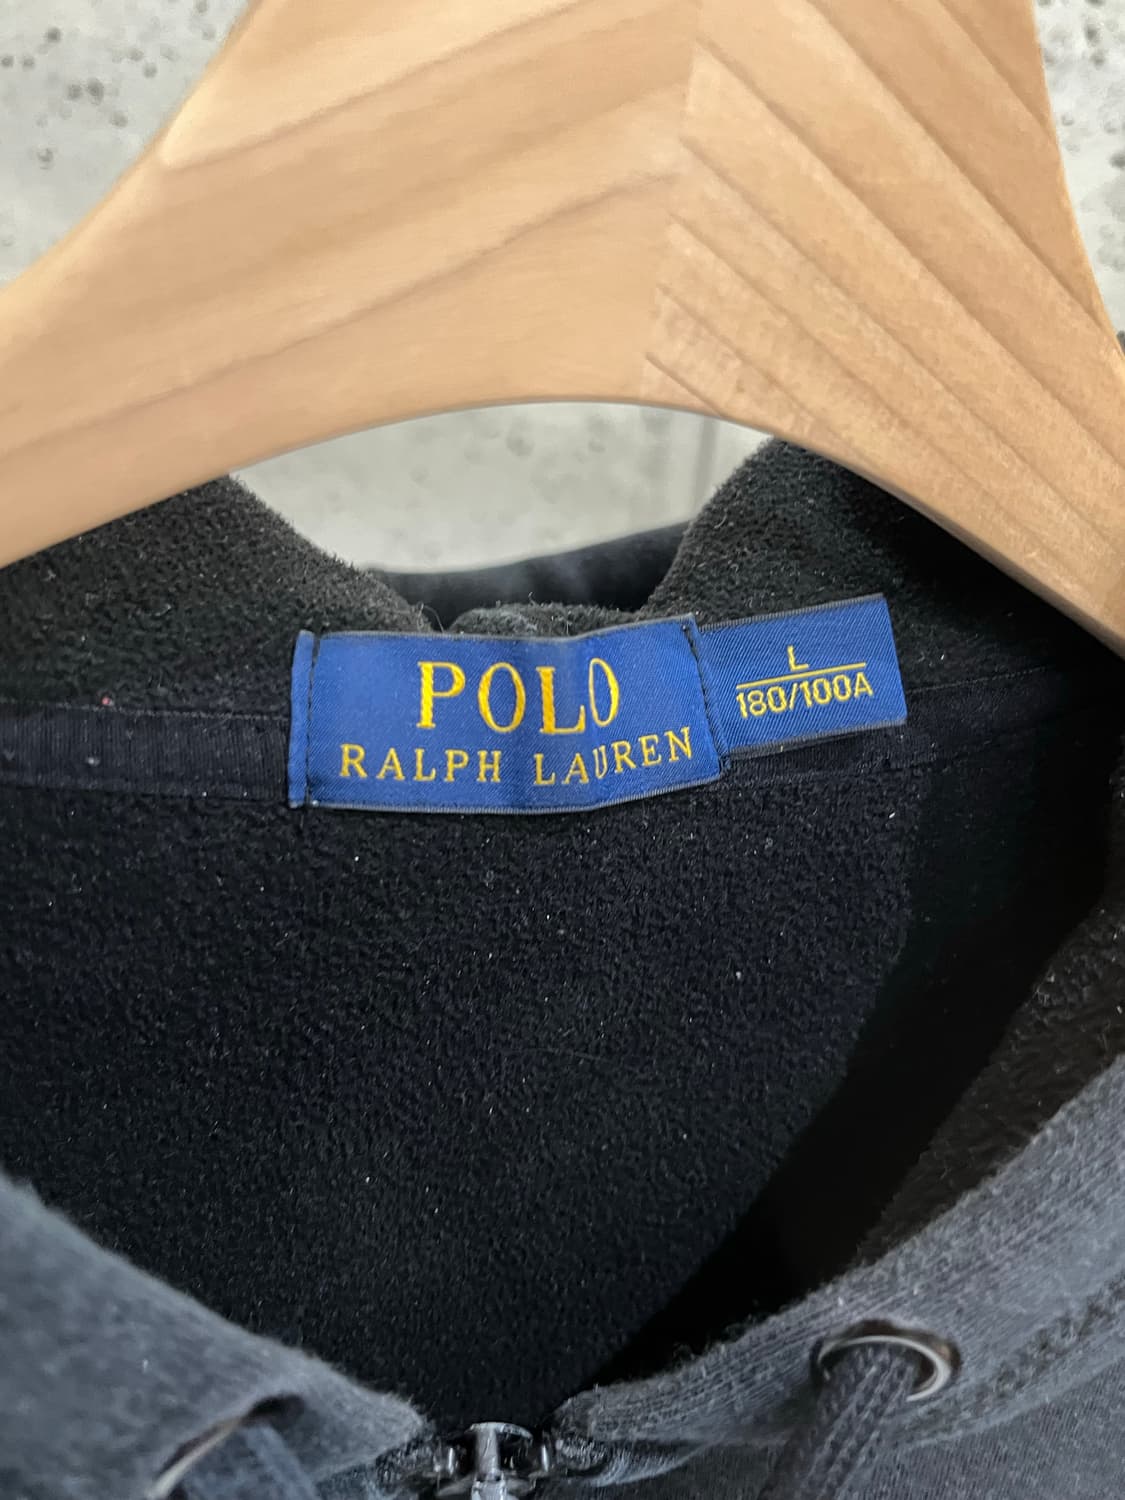 POLO
RALPH LAUREN
L
180/100A